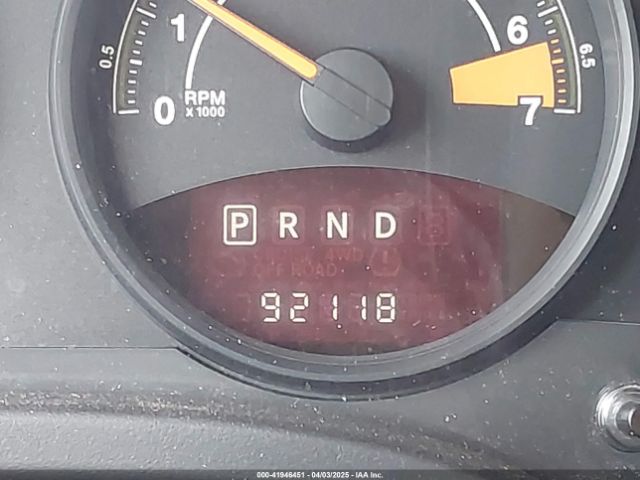 0.5
1
0
RPM
X 1000
6
6.5
7
P R N D
4WD
OFF ROAD
92118
000-41946451 - 04/03/2025 - IAA Inc.